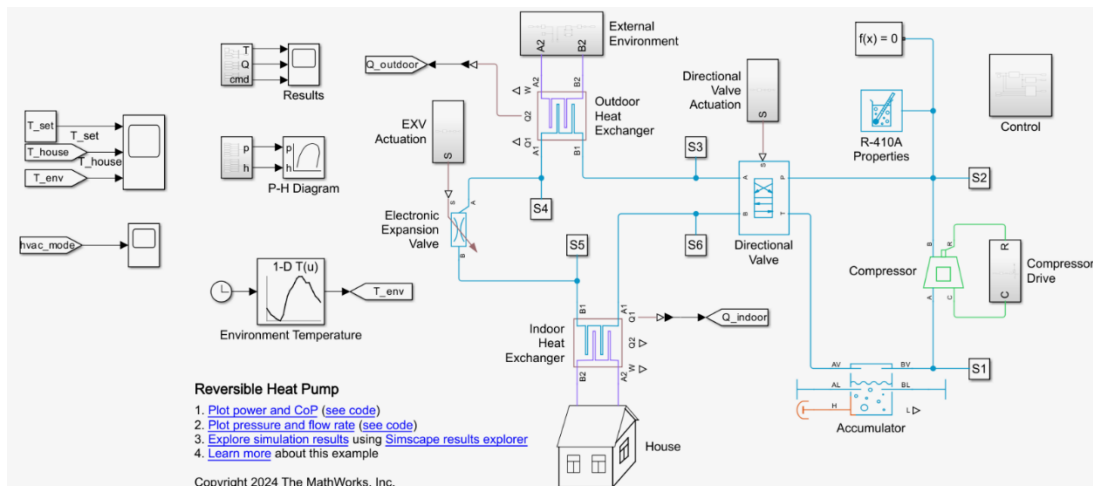 External
Environment
A2
B2
A2
B2
f(x) = 0
T
Q
cmd
Results
Q_outdoor
W
Q2
Q1
A1
B1
Outdoor
Heat
Exchanger
Directional
Valve
Actuation
S
EXV
Actuation
S
Control
R-410A
Properties
T_set
T_set
T_house
T_house
T_env
p
h
p
h
P-H Diagram
S3
S2
S4
S
A
B
P
T
Directional
Valve
S
A
B
Electronic
Expansion
Valve
S5
S6
hvac_mode
B
R
A
C
Compressor
R
C
Compressor
Drive
1-D T(u)
T_env
Environment Temperature
B1
A1
Q1
Q2
W
B2
A2
Indoor
Heat
Exchanger
Q_indoor
S1
AV
BV
AL
BL
H
L
Accumulator
House
Reversible Heat Pump
1. Plot power and CoP (see code)
2. Plot pressure and flow rate (see code)
3. Explore simulation results using Simscape results explorer
4. Learn more about this example
Copyright 2024 The MathWorks, Inc.